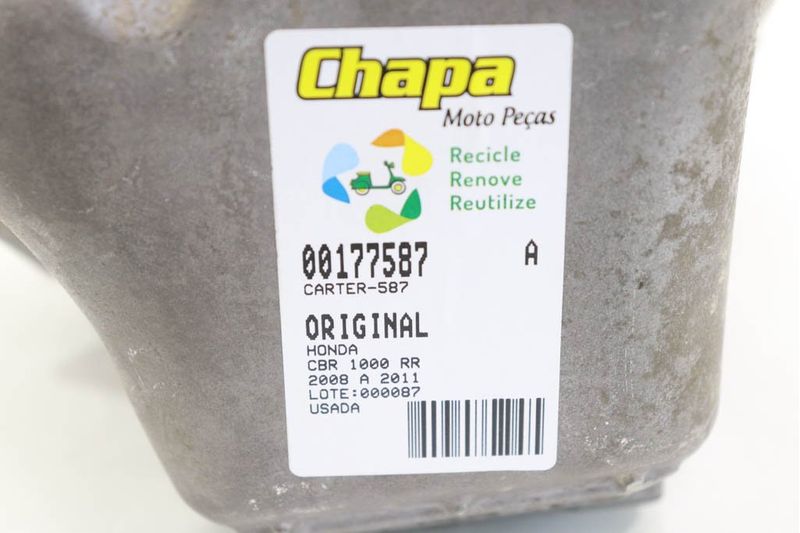 Chapa
Moto Peças
Recicle
Renove
Reutilize
00177587 A
CARTER-587
ORIGINAL
HONDA
CBR 1000 RR
2008 A 2011
LOTE:000087
USADA